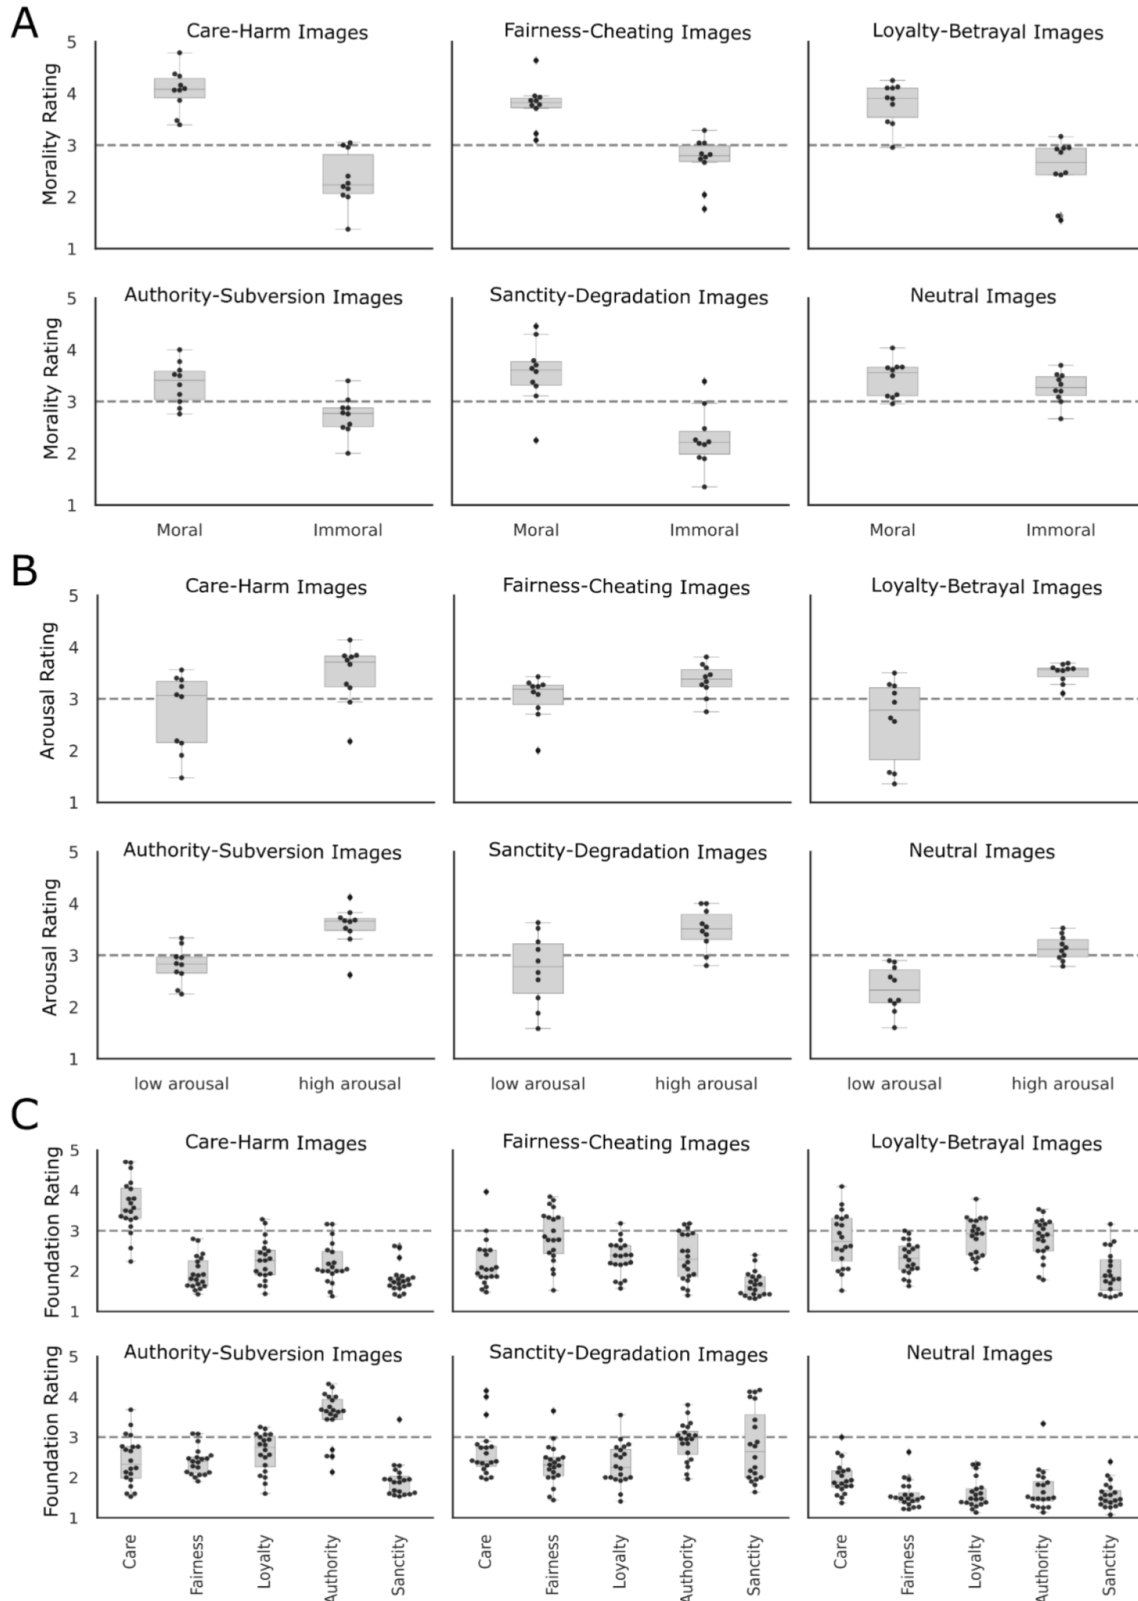 A
Care-Harm Images
Fairness-Cheating Images
Loyalty-Betrayal Images
Morality Rating
5
4
3
2
1
Authority-Subversion Images
Sanctity-Degradation Images
Neutral Images
Morality Rating
5
4
3
2
1
Moral
Immoral
Moral
Immoral
Moral
Immoral
B
Care-Harm Images
Fairness-Cheating Images
Loyalty-Betrayal Images
Arousal Rating
5
4
3
2
1
Authority-Subversion Images
Sanctity-Degradation Images
Neutral Images
Arousal Rating
5
4
3
2
1
low arousal
high arousal
low arousal
high arousal
low arousal
high arousal
C
Care-Harm Images
Fairness-Cheating Images
Loyalty-Betrayal Images
Foundation Rating
5
4
3
2
1
Authority-Subversion Images
Sanctity-Degradation Images
Neutral Images
Foundation Rating
5
4
3
2
1
Care
Fairness
Loyalty
Authority
Sanctity
Care
Fairness
Loyalty
Authority
Sanctity
Care
Fairness
Loyalty
Authority
Sanctity